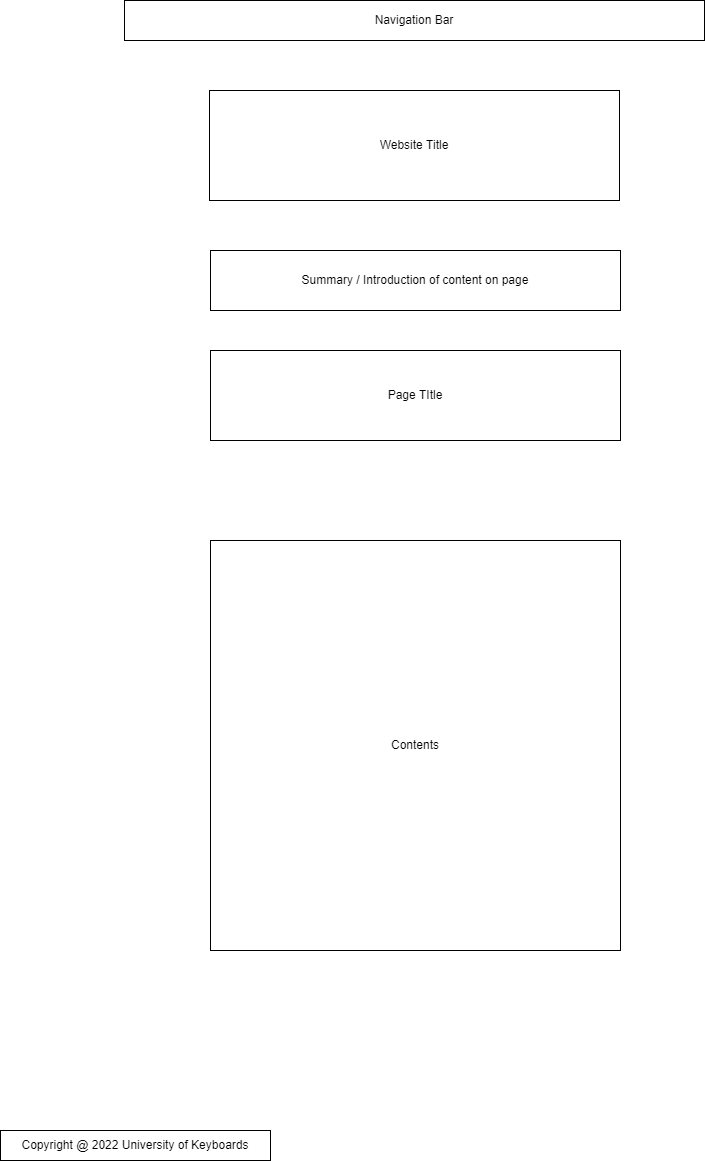 Navigation Bar
Website Title
Summary / Introduction of content on page
Page TItle
Contents
Copyright @ 2022 University of Keyboards